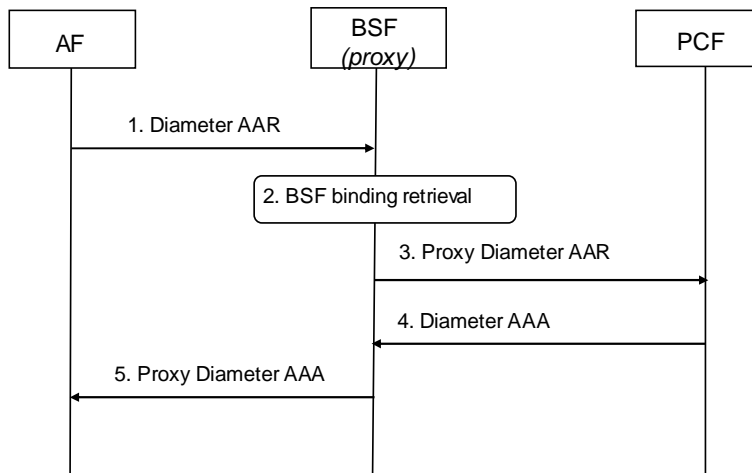 AF
BSF
(proxy)
PCF
1. Diameter AAR
2. BSF binding retrieval
3. Proxy Diameter AAR
4. Diameter AAA
5. Proxy Diameter AAA